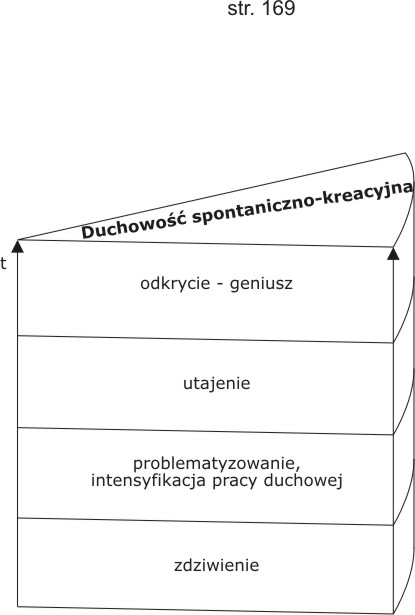 str. 169
Duchowość spontaniczno-kreacyjna
t
odkrycie - geniusz
utajenie
problematyzowanie,
intensyfikacja pracy duchowej
zdziwienie